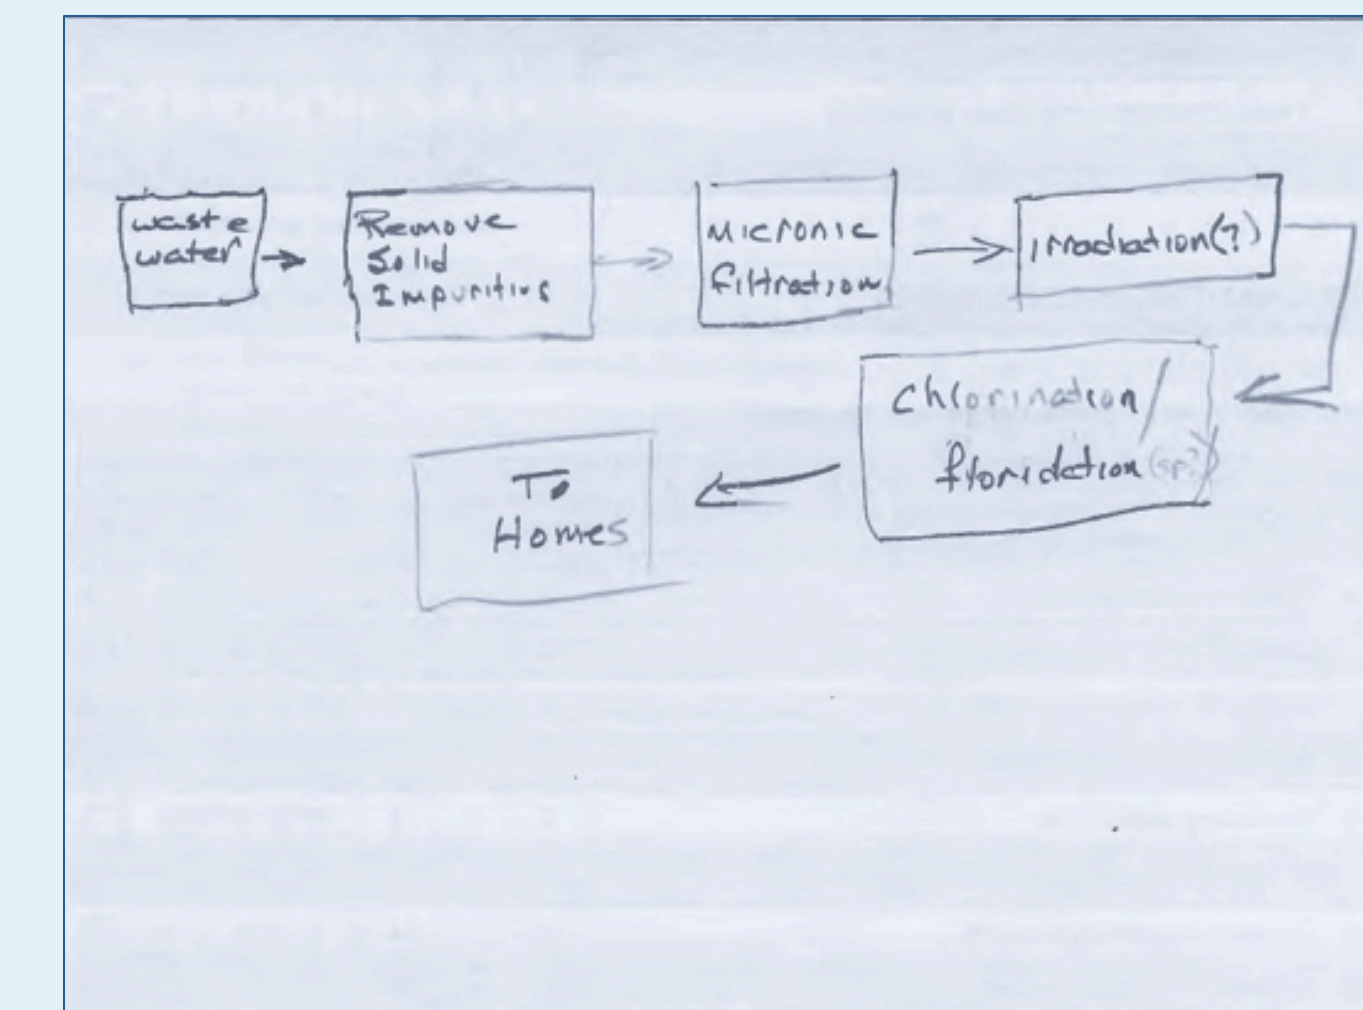 waste
water
Remove
Solid
Impurities
Micronic
filtration
irradiation(?)
Chlorination/
floridation (sp?)
To
Homes